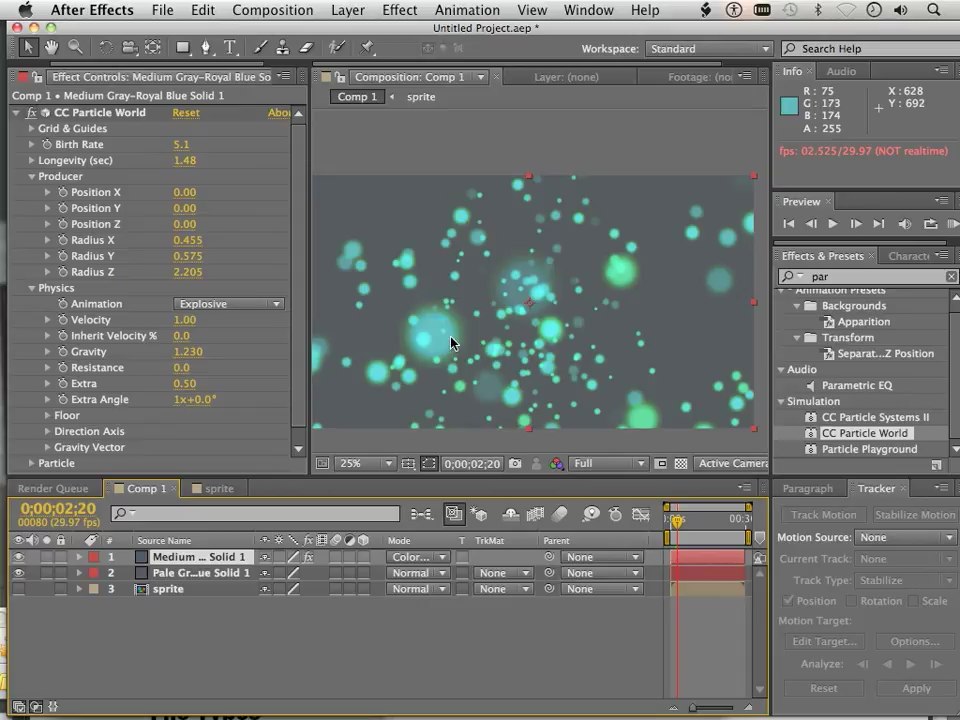 After Effects File Edit Composition Layer Effect Animation View Window Help
Untitled Project.aep *
Workspace: Standard Search Help
Effect Controls: Medium Gray-Royal Blue So
Composition: Comp 1
Layer: (none)
Footage: (no
Info
Audio
Comp 1 • Medium Gray-Royal Blue Solid 1
Comp 1
sprite
R : 75
G : 173
B : 174
A : 255
X : 628
Y : 692
fps: 02.525/29.97 (NOT realtime)
fx CC Particle World Reset Abo
Grid & Guides
Birth Rate 5.1
Longevity (sec) 1.48
Producer
Position X 0.00
Position Y 0.00
Position Z 0.00
Radius X 0.455
Radius Y 0.575
Radius Z 2.205
Physics
Animation Explosive
Velocity 1.00
Inherit Velocity % 0.0
Gravity 1.230
Resistance 0.0
Extra 0.50
Extra Angle 1x+0.0°
Floor
Direction Axis
Gravity Vector
Particle
Preview
Effects & Presets
Charact
par
Animation Presets
Backgrounds
Apparition
Transform
Separat...Z Position
Audio
Parametric EQ
Simulation
CC Particle Systems II
CC Particle World
Particle Playground
25% 0;00;02;20 Full Active Camera
Render Queue
Comp 1
sprite
0;00;02;20
00080 (29.97 fps)
00:30
# Source Name fx Mode T TrkMat Parent
1 Medium ... Solid 1 fx Color... None
2 Pale Gr...ue Solid 1 Normal None None
3 sprite Normal None None
Paragraph
Tracker
Track Motion Stabilize Motion
Motion Source: None
Current Track: None
Track Type: Stabilize
Position Rotation Scale
Motion Target:
Edit Target... Options...
Analyze:
Reset Apply